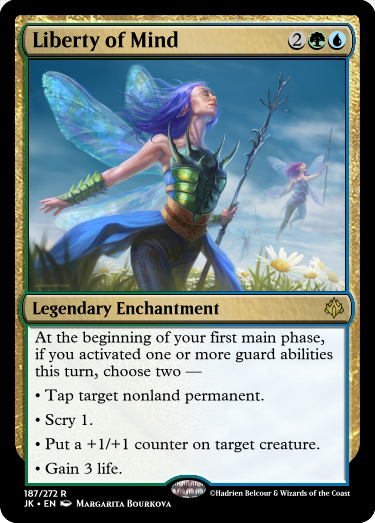 Liberty of Mind 2
Legendary Enchantment
At the beginning of your first main phase,
if you activated one or more guard abilities
this turn, choose two —
• Tap target nonland permanent.
• Scry 1.
• Put a +1/+1 counter on target creature.
• Gain 3 life.
187/272 R
JK • EN Margarita Bourkova
©Hadrien Belcour & Wizards of the Coast